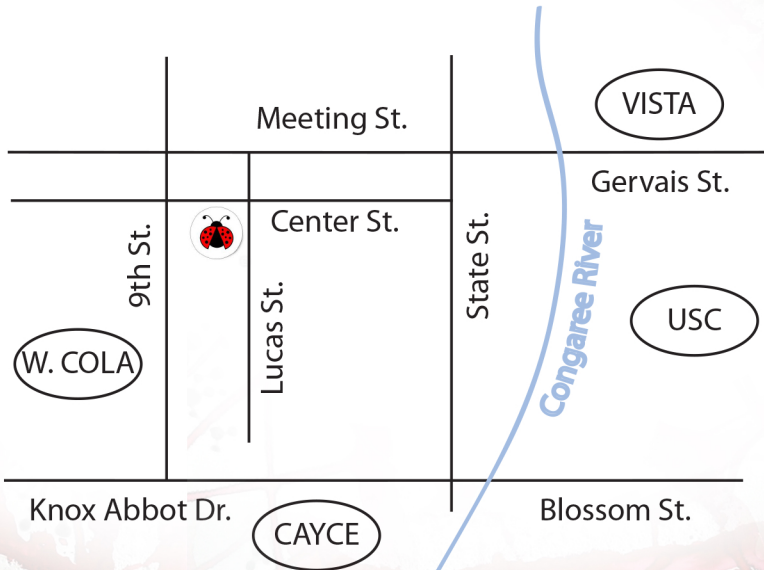 VISTA
Meeting St.
Gervais St.
Center St.
9th St.
State St.
Lucas St.
Congaree River
USC
W. COLA
Knox Abbot Dr.
Blossom St.
CAYCE